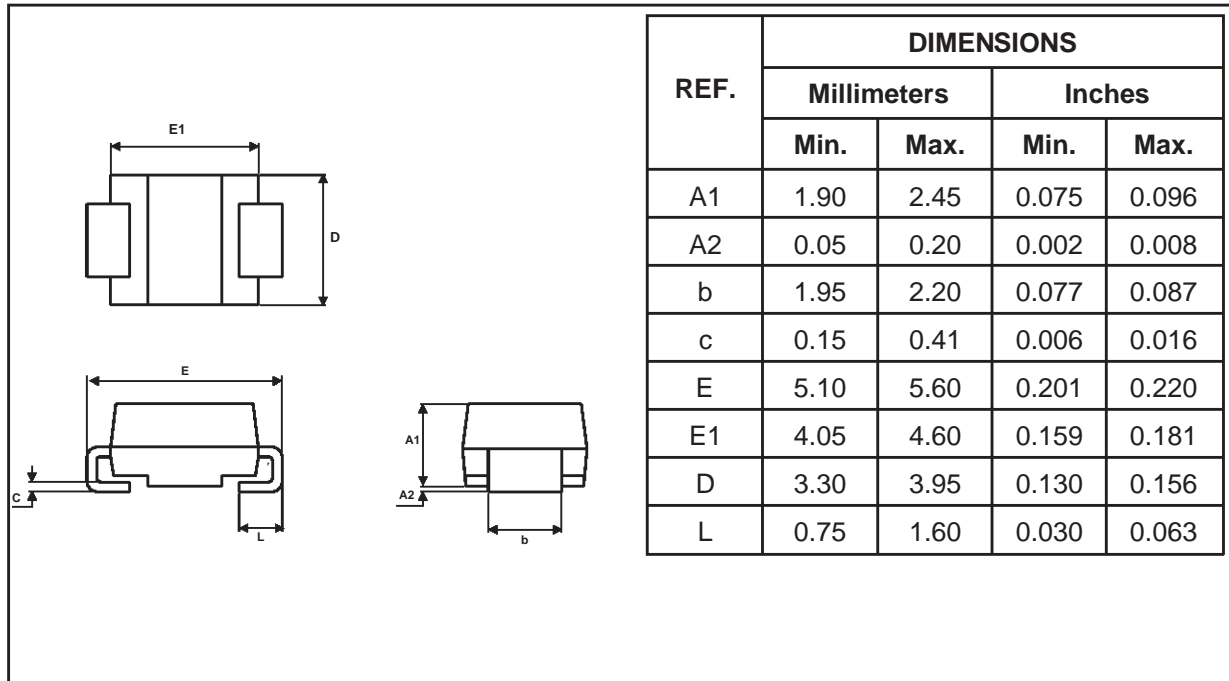 E1
D
E
C
L
A1
A2
b
REF. DIMENSIONS
Millimeters Inches
Min. Max. Min. Max.
A1 1.90 2.45 0.075 0.096
A2 0.05 0.20 0.002 0.008
b 1.95 2.20 0.077 0.087
c 0.15 0.41 0.006 0.016
E 5.10 5.60 0.201 0.220
E1 4.05 4.60 0.159 0.181
D 3.30 3.95 0.130 0.156
L 0.75 1.60 0.030 0.063